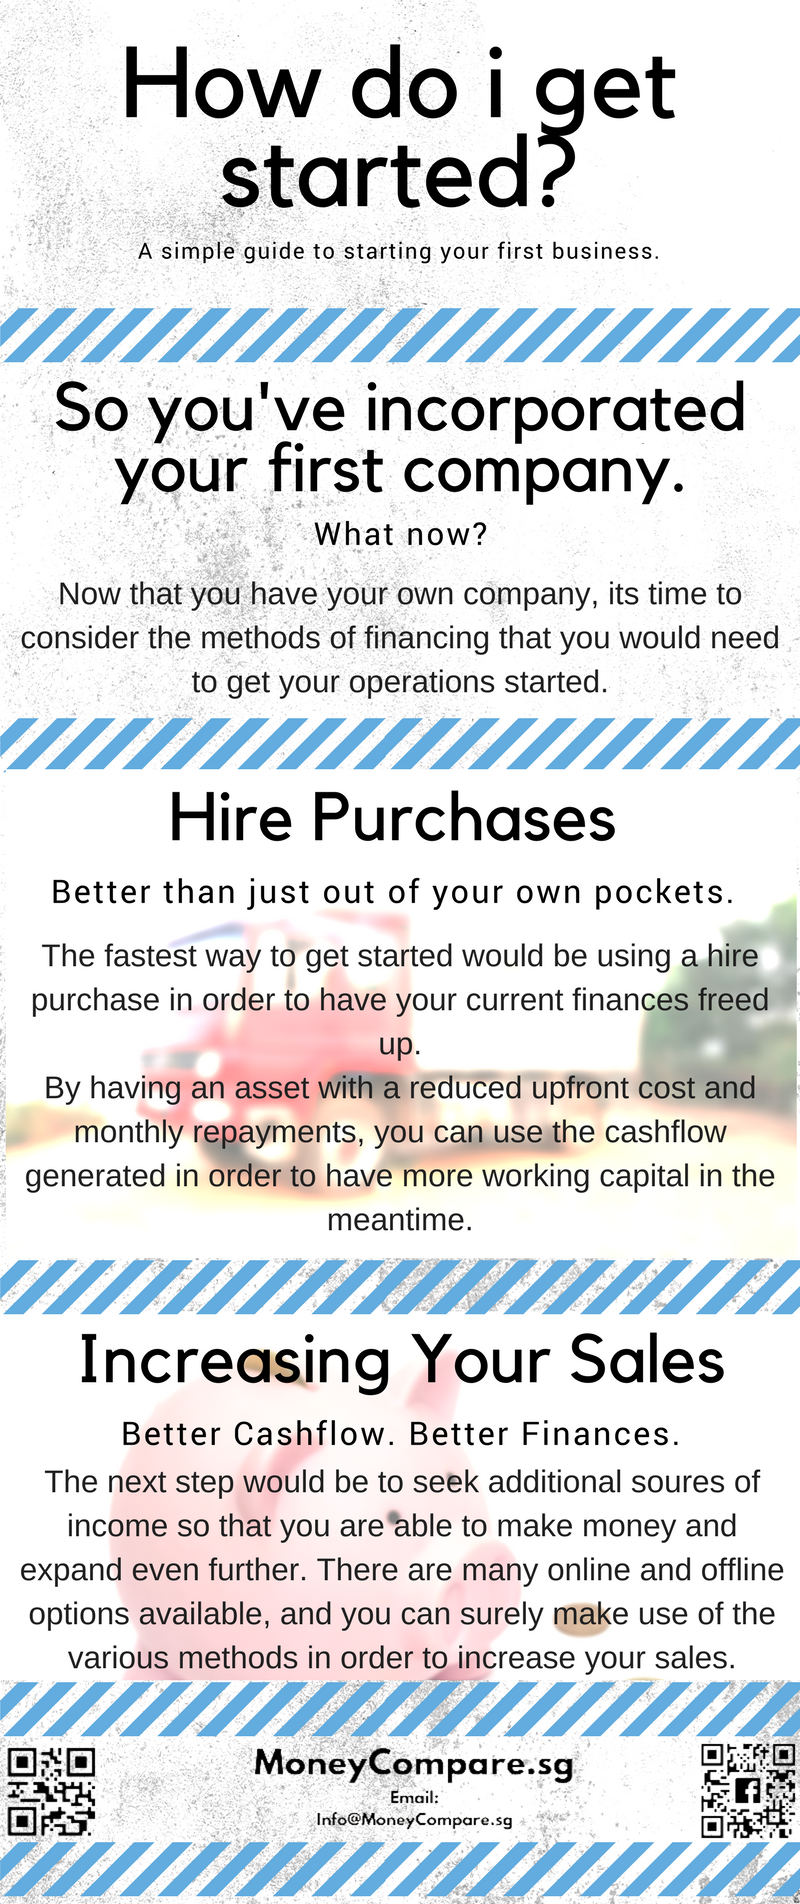 How do i get
started?
A simple guide to starting your first business.
So you've incorporated
your first company.
What now?
Now that you have your own company, its time to
consider the methods of financing that you would need
to get your operations started.
Hire Purchases
Better than just out of your own pockets.
The fastest way to get started would be using a hire
purchase in order to have your current finances freed
up.
By having an asset with a reduced upfront cost and
monthly repayments, you can use the cashflow
generated in order to have more working capital in the
meantime.
Increasing Your Sales
Better Cashflow. Better Finances.
The next step would be to seek additional soures of
income so that you are able to make money and
expand even further. There are many online and offline
options available, and you can surely make use of the
various methods in order to increase your sales.
MoneyCompare.sg
Email:
Info@MoneyCompare.sg